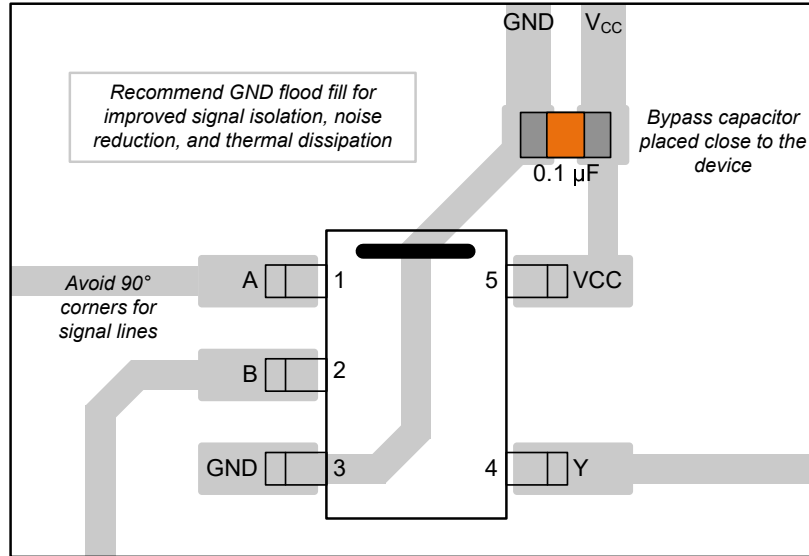 GND
V_CC
Recommend GND flood fill for
improved signal isolation, noise
reduction, and thermal dissipation
Bypass capacitor
placed close to the
device
0.1 µF
A
1
5
VCC
Avoid 90°
corners for
signal lines
B
2
GND
3
4
Y